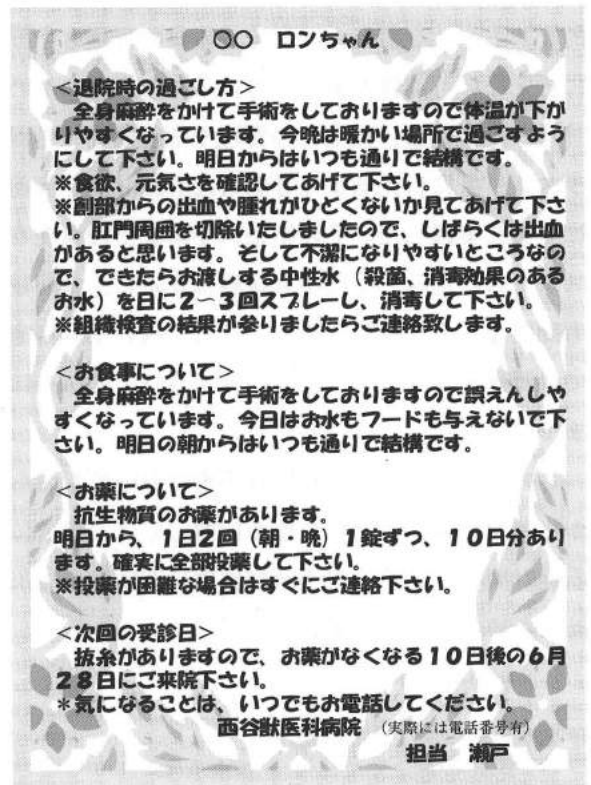 ○○　ロンちゃん
＜退院時の過ごし方＞
　全身麻酔をかけて手術をしておりますので体温が下が
りやすくなっています。今晩は暖かい場所で過ごすよう
にして下さい。明日からはいつも通りで結構です。
※食欲、元気さを確認してあげて下さい。
※創部からの出血や腫れがひどくないか見てあげて下さ
い。肛門周囲を切除いたしましたので、しばらくは出血
があると思います。そして不潔になりやすいところなの
で、できたらお渡しする中性水（殺菌、消毒効果のある
お水）を日に２～３回スプレーし、消毒して下さい。
※組織検査の結果が参りましたらご連絡致します。
＜お食事について＞
　全身麻酔をかけて手術をしておりますので誤えんしや
すくなっています。今日はお水もフードも与えないで下
さい。明日の朝からはいつも通りで結構です。
＜お薬について＞
　抗生物質のお薬があります。
明日から、１日２回（朝・晩）１錠ずつ、１０日分あり
ます。確実に全部投薬して下さい。
※投薬が困難な場合はすぐにご連絡下さい。
＜次回の受診日＞
　抜糸がありますので、お薬がなくなる１０日後の６月
２８日にご来院下さい。
＊気になることは、いつでもお電話してください。
西谷獣医科病院　（実際には電話番号有）
担当　瀬戸